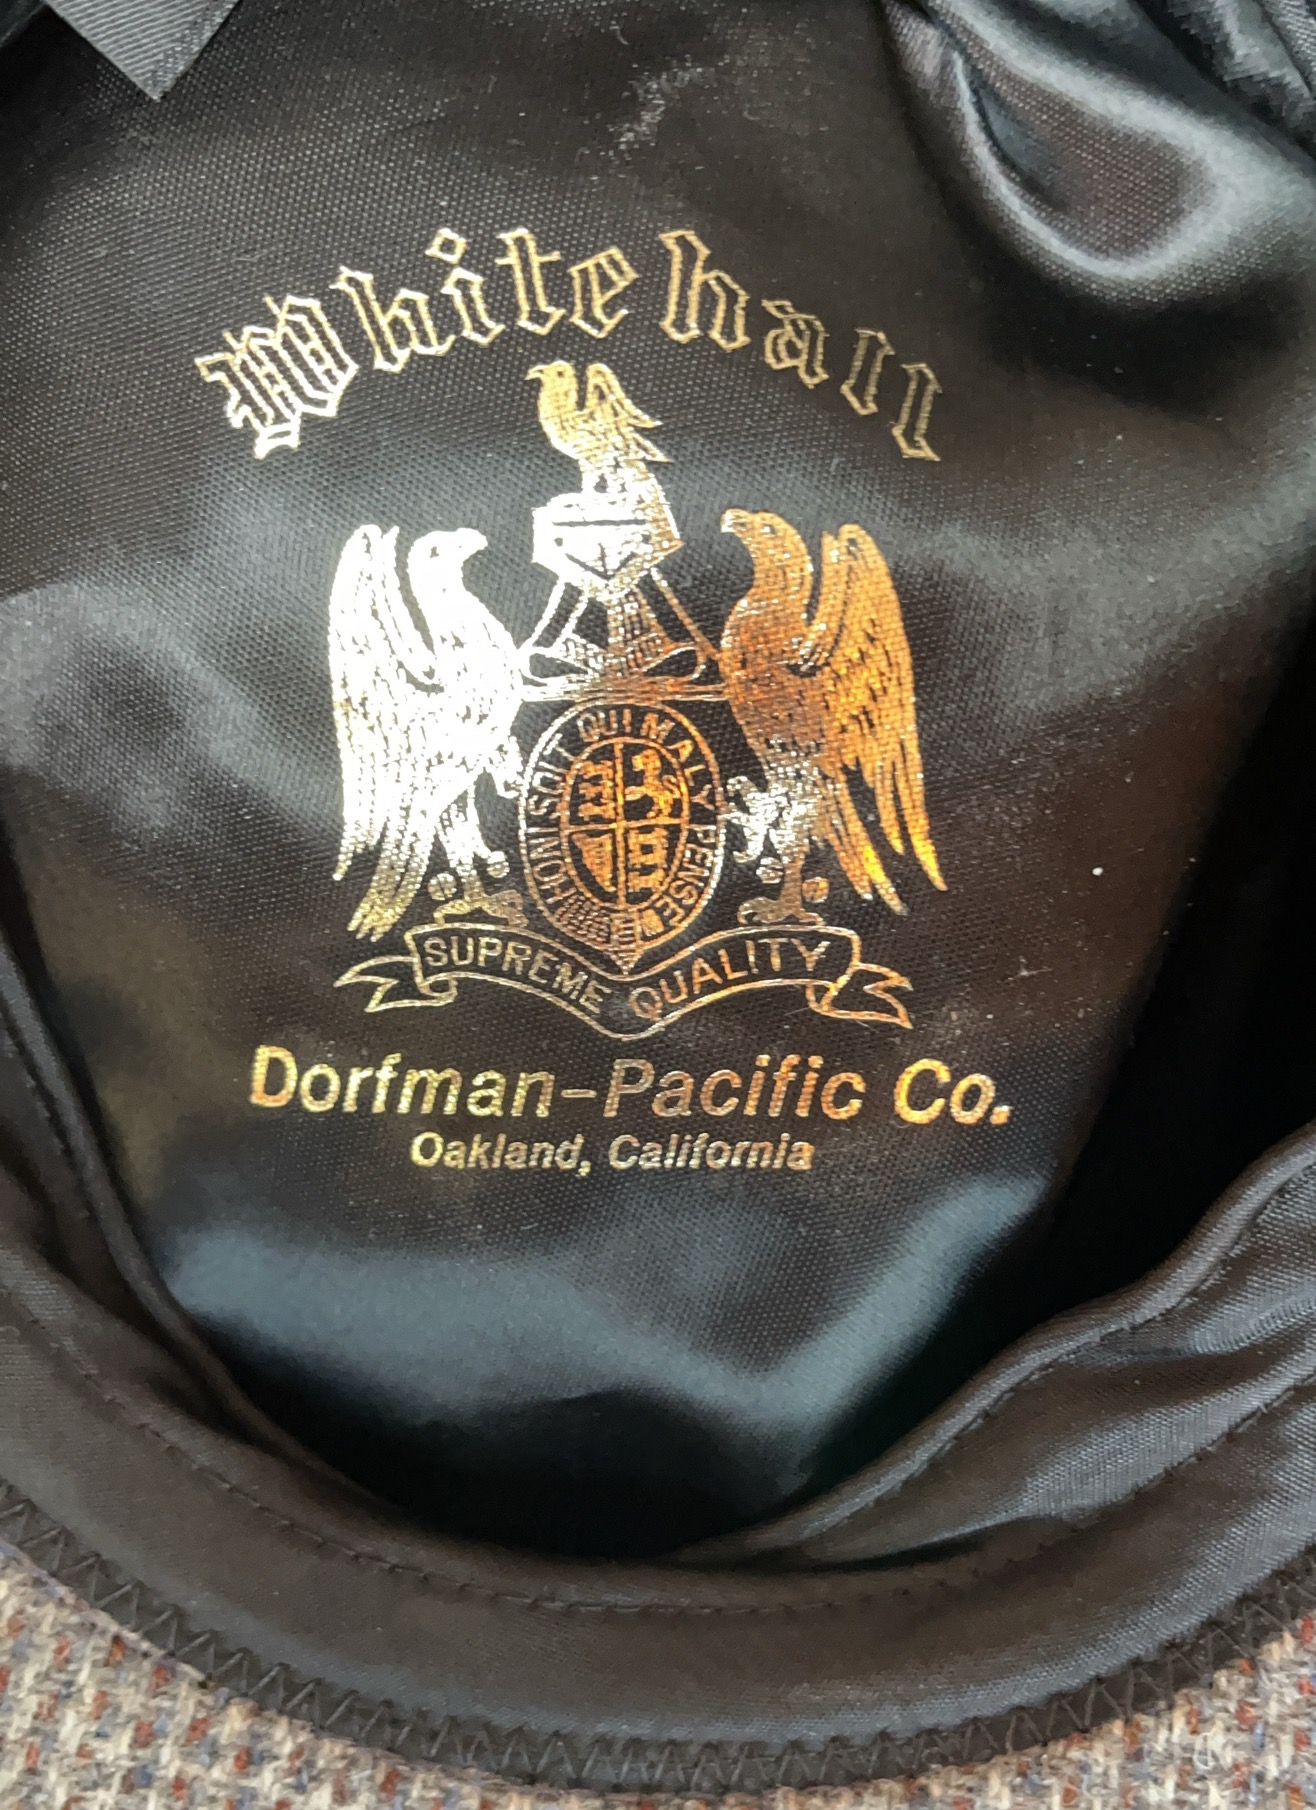 Whitehall
HONI SOIT QUI MAL Y PENSE
SUPREME QUALITY
Dorfman-Pacific Co.
Oakland, California